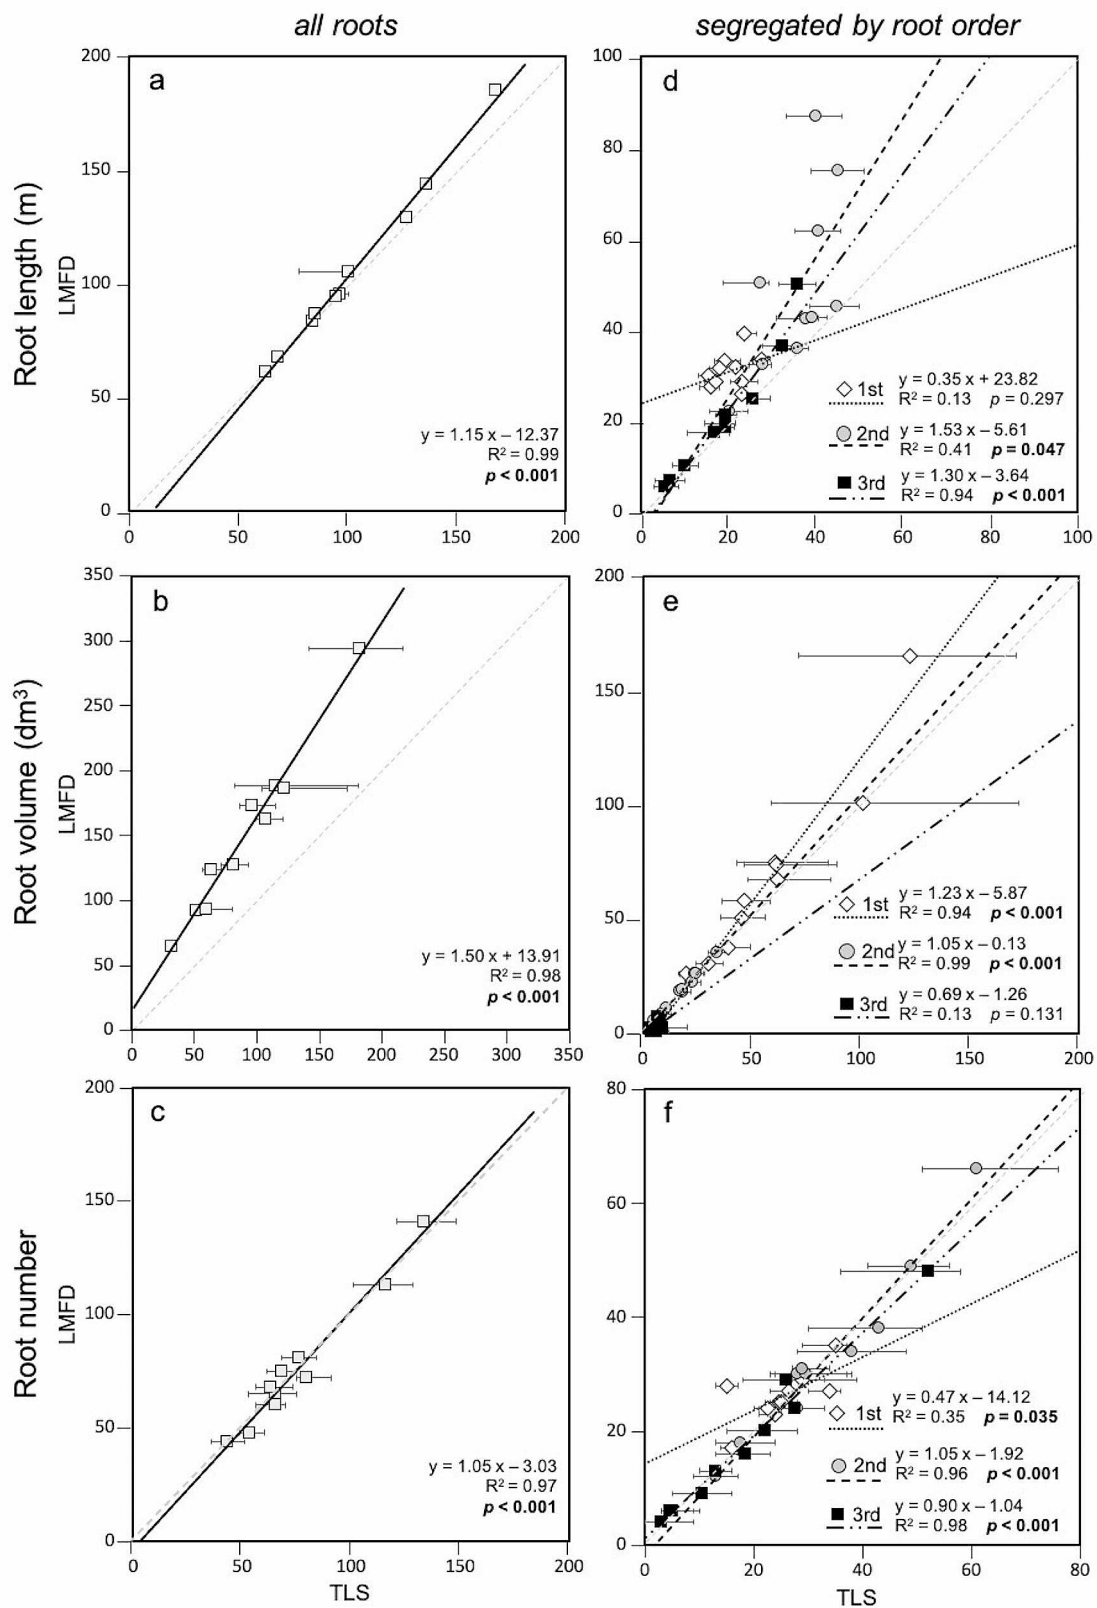 all roots
segregated by root order
Root length (m)
LMFD
a
200
150
100
50
0
0 50 100 150 200
y = 1.15 x – 12.37
R² = 0.99
p < 0.001
d
100
80
60
40
20
0
0 20 40 60 80 100
1st y = 0.35 x + 23.82
R² = 0.13 p = 0.297
2nd y = 1.53 x – 5.61
R² = 0.41 p = 0.047
3rd y = 1.30 x – 3.64
R² = 0.94 p < 0.001
Root volume (dm³)
LMFD
b
350
300
250
200
150
100
50
0
0 50 100 150 200 250 300 350
y = 1.50 x + 13.91
R² = 0.98
p < 0.001
e
200
150
100
50
0
0 50 100 150 200
1st y = 1.23 x – 5.87
R² = 0.94 p < 0.001
2nd y = 1.05 x – 0.13
R² = 0.99 p < 0.001
3rd y = 0.69 x – 1.26
R² = 0.13 p = 0.131
Root number
LMFD
c
200
150
100
50
0
0 50 100 150 200
TLS
y = 1.05 x – 3.03
R² = 0.97
p < 0.001
f
80
60
40
20
0
0 20 40 60 80
TLS
1st y = 0.47 x – 14.12
R² = 0.35 p = 0.035
2nd y = 1.05 x – 1.92
R² = 0.96 p < 0.001
3rd y = 0.90 x – 1.04
R² = 0.98 p < 0.001